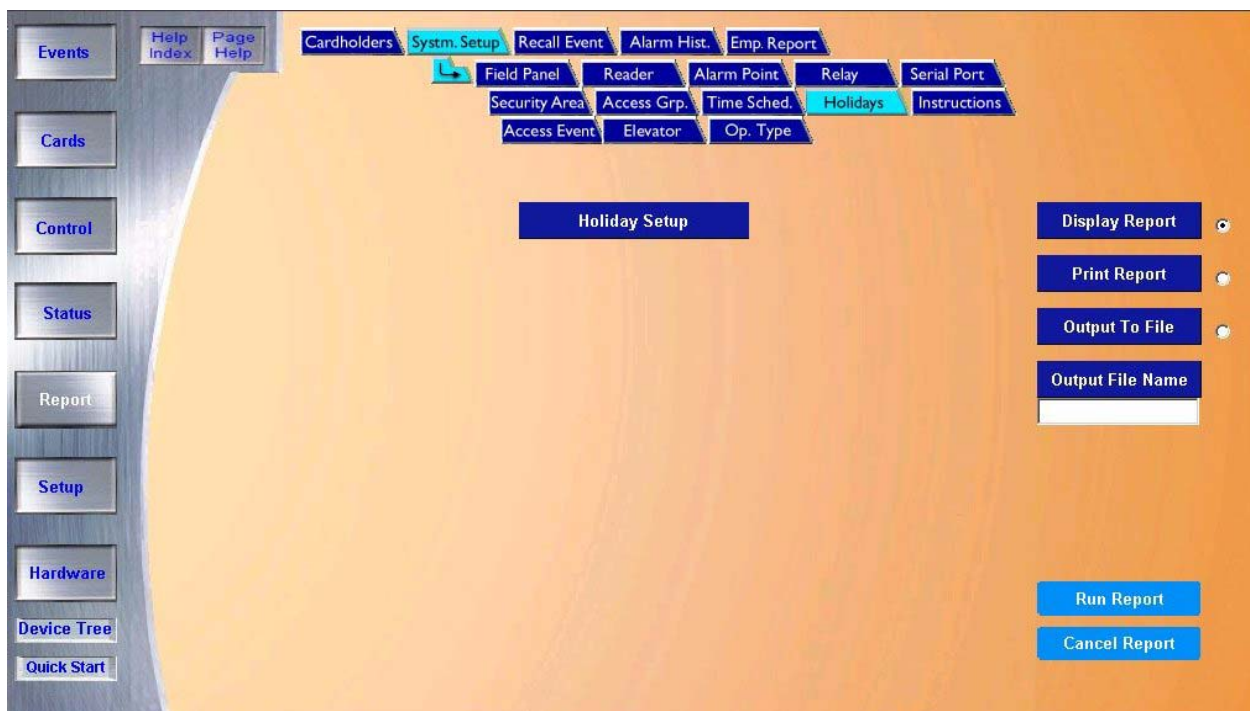 Events
Cards
Control
Status
Report
Setup
Hardware
Device Tree
Quick Start
Help Index
Page Help
Cardholders Systm. Setup Recall Event Alarm Hist. Emp. Report
Field Panel Reader Alarm Point Relay Serial Port
Security Area Access Grp. Time Sched. Holidays Instructions
Access Event Elevator Op. Type
Holiday Setup
Display Report
Print Report
Output To File
Output File Name
Run Report
Cancel Report